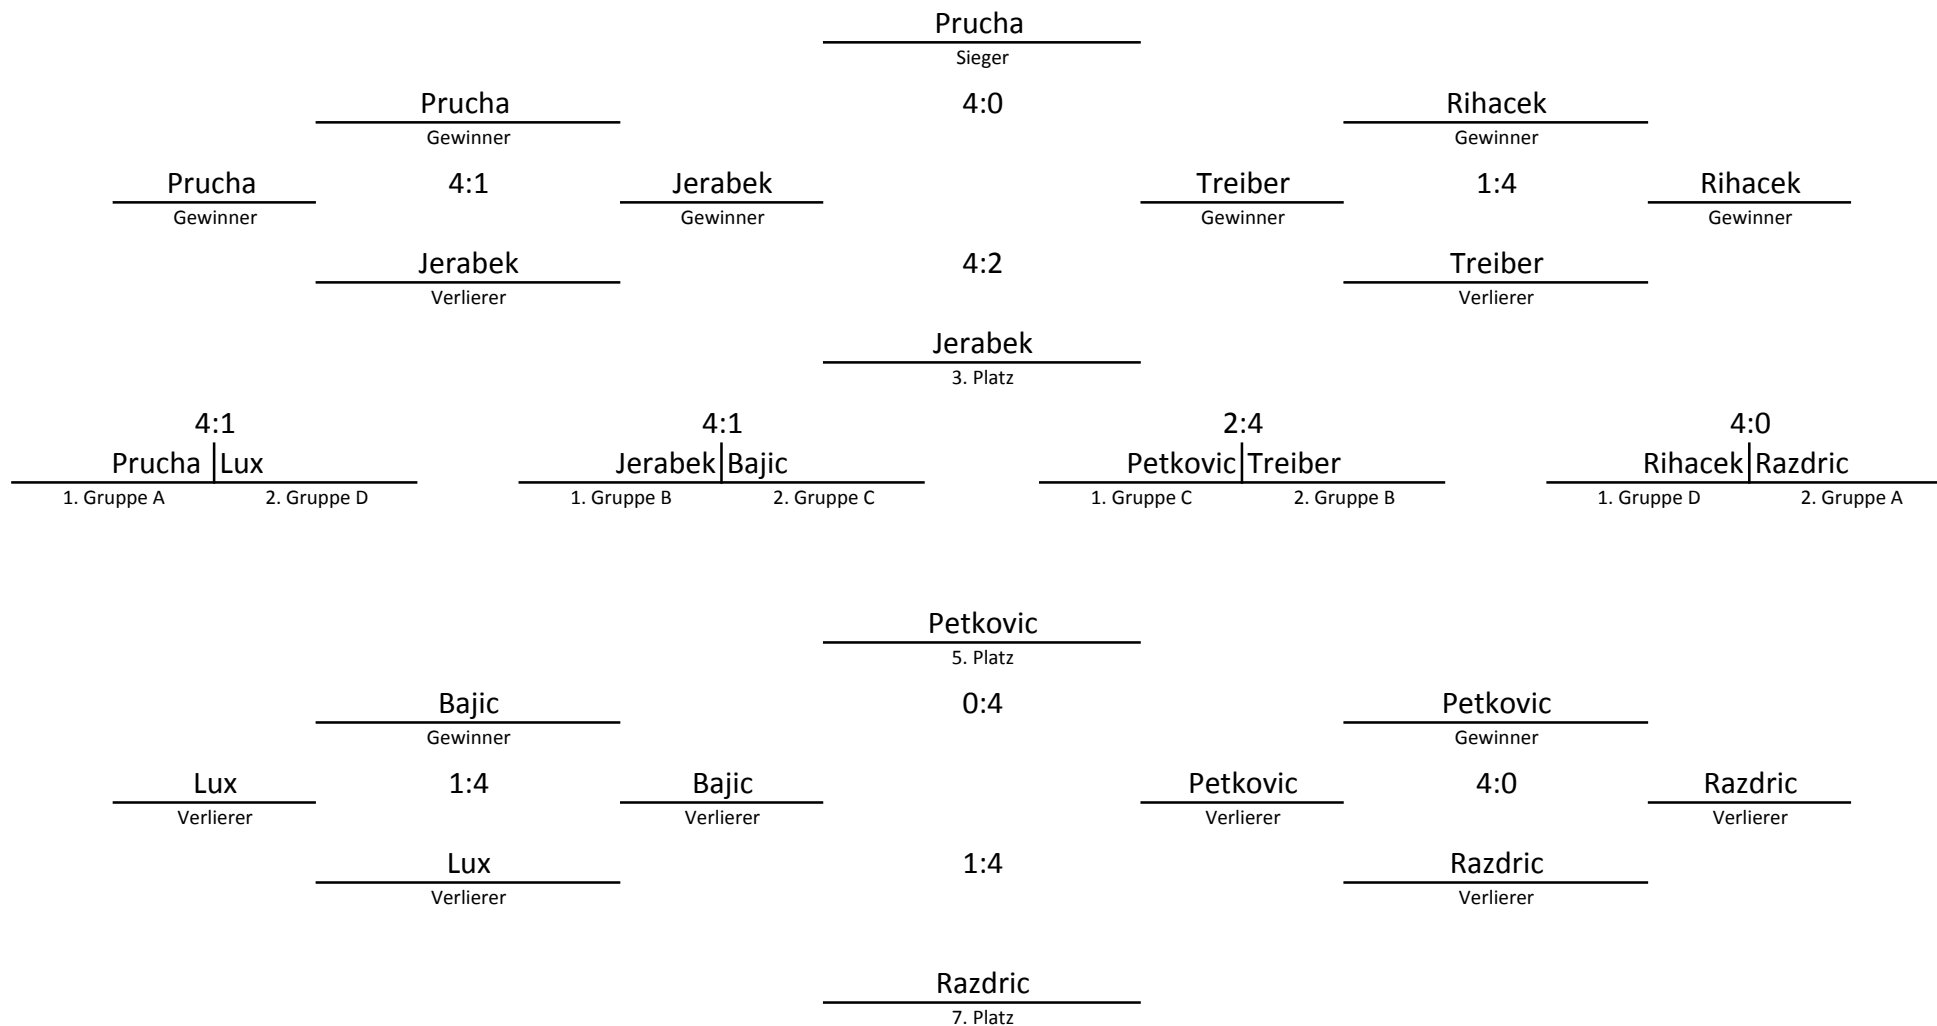 Prucha
Sieger
Prucha 4:0 Rihacek
Gewinner Gewinner
Prucha 4:1 Jerabek Treiber 1:4 Rihacek
Gewinner Gewinner Gewinner Gewinner
Jerabek 4:2 Treiber
Verlierer Verlierer
Jerabek
3. Platz
4:1 4:1 2:4 4:0
Prucha Lux Jerabek Bajic Petkovic Treiber Rihacek Razdric
1. Gruppe A 2. Gruppe D 1. Gruppe B 2. Gruppe C 1. Gruppe C 2. Gruppe B 1. Gruppe D 2. Gruppe A
Petkovic
5. Platz
Bajic 0:4 Petkovic
Gewinner Gewinner
Lux 1:4 Bajic Petkovic 4:0 Razdric
Verlierer Verlierer Verlierer Verlierer
Lux 1:4 Razdric
Verlierer Verlierer
Razdric
7. Platz